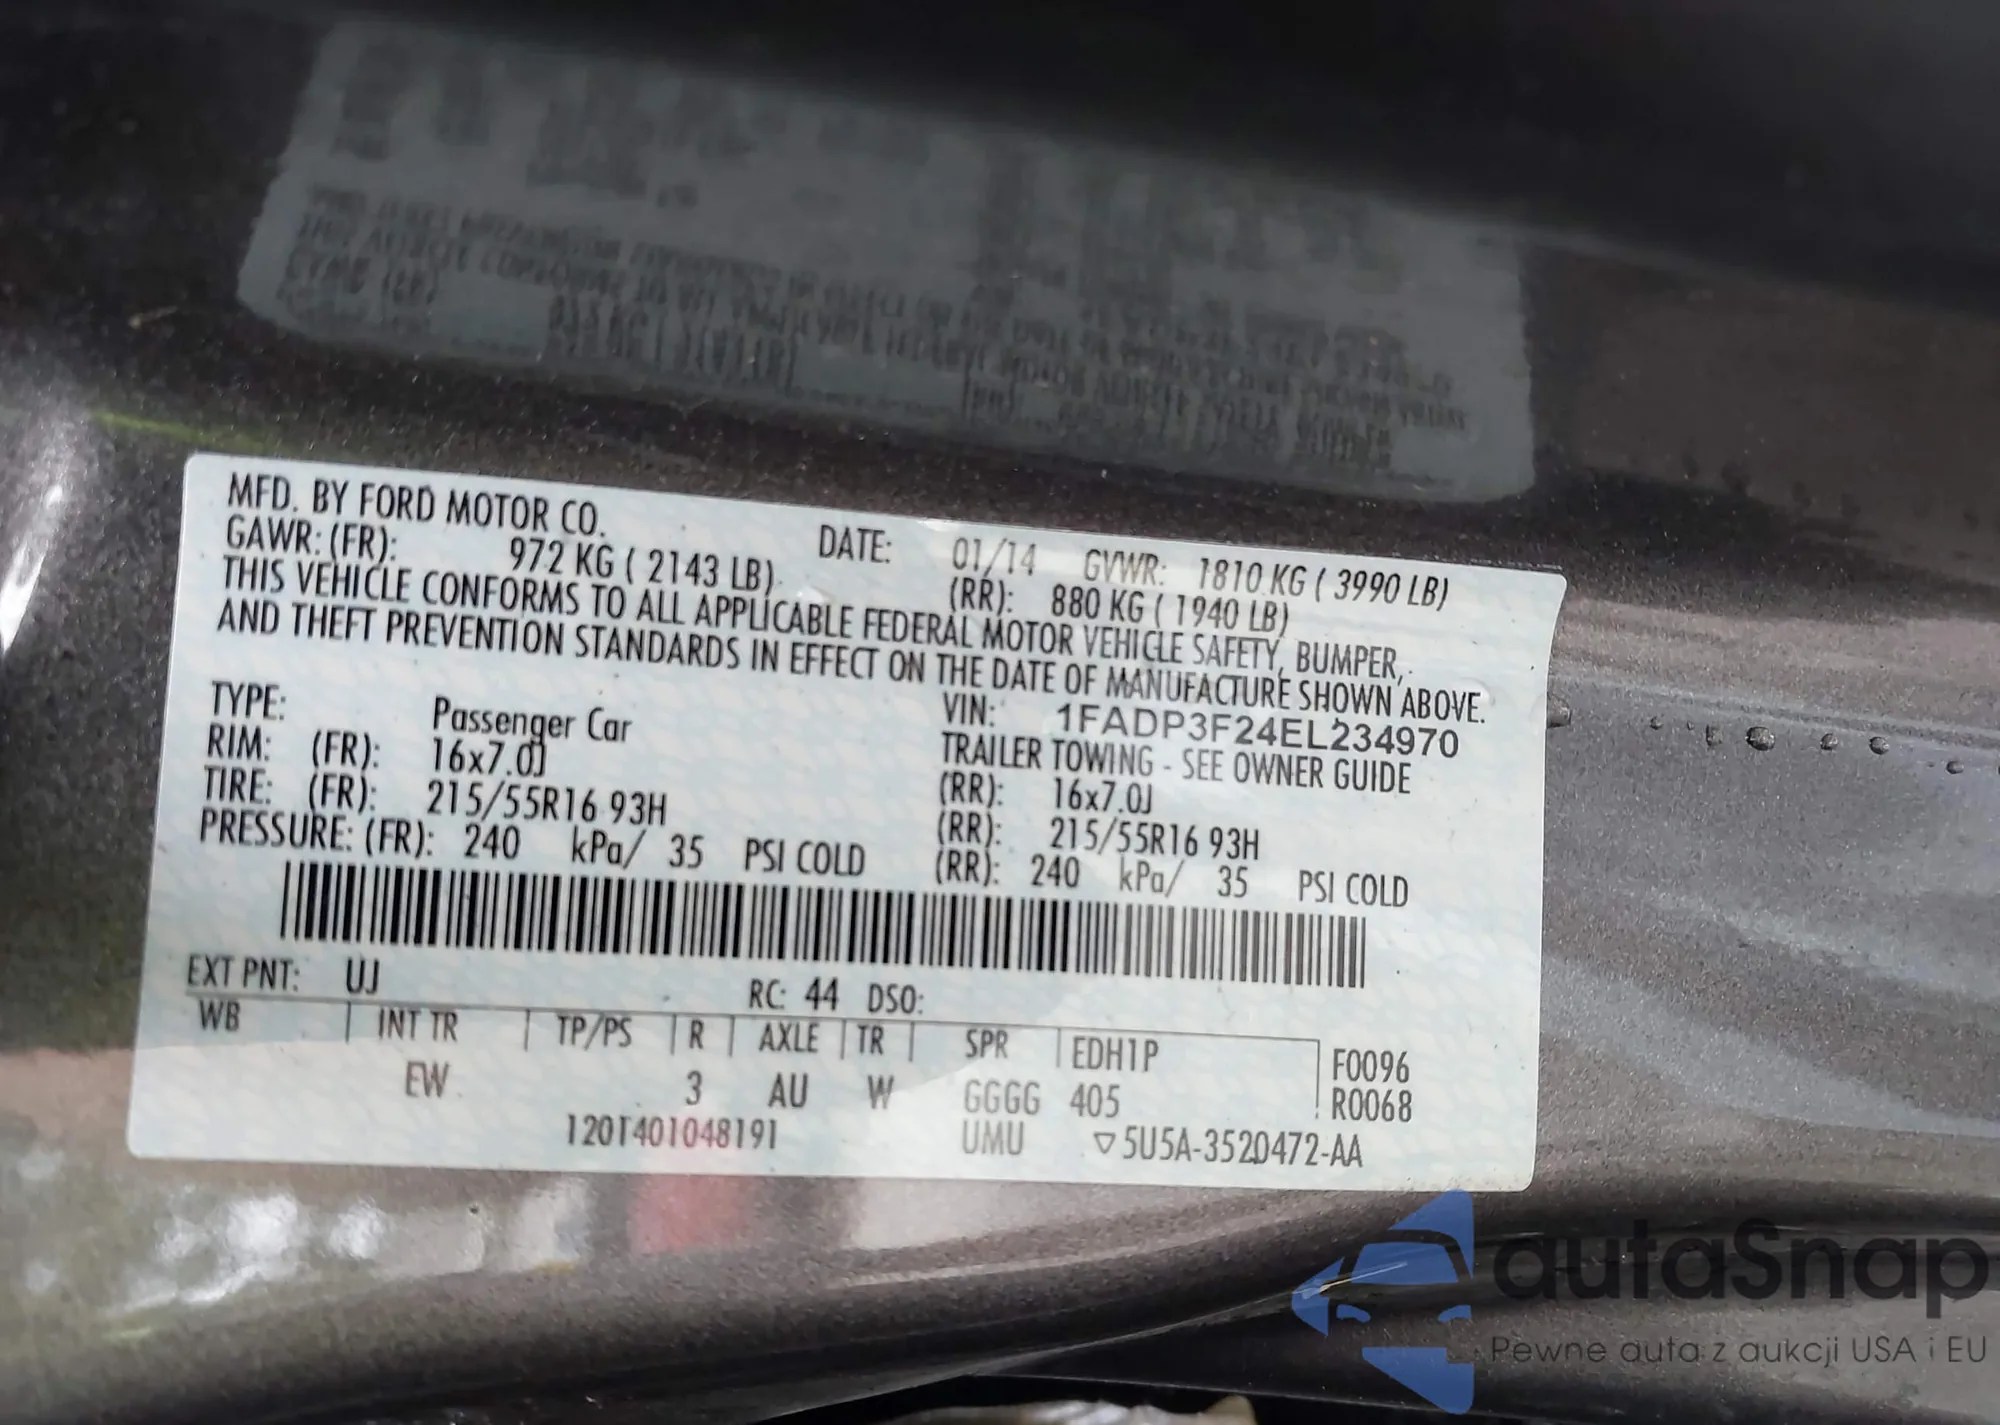 MFD. BY FORD MOTOR CO. DATE: 01/14 GVWR: 1810 KG ( 3990 LB)
GAWR: (FR): 972 KG ( 2143 LB) (RR): 880 KG ( 1940 LB)
THIS VEHICLE CONFORMS TO ALL APPLICABLE FEDERAL MOTOR VEHICLE SAFETY, BUMPER,
AND THEFT PREVENTION STANDARDS IN EFFECT ON THE DATE OF MANUFACTURE SHOWN ABOVE.
VIN: 1FADP3F24EL234970
TYPE: Passenger Car TRAILER TOWING - SEE OWNER GUIDE
RIM: (FR): 16x7.0J (RR): 16x7.0J
TIRE: (FR): 215/55R16 93H (RR): 215/55R16 93H
PRESSURE: (FR): 240 kPa/ 35 PSI COLD (RR): 240 kPa/ 35 PSI COLD
EXT PNT: UJ RC: 44 DSO:
WB | INT TR | TP/PS | R | AXLE | TR | SPR | EDH1P F0096
EW 3 AU W GGGG 405 R0068
120T401048191 UMU ▽5U5A-3520472-AA
autaSnap
Pewne auta z aukcji USA i EU